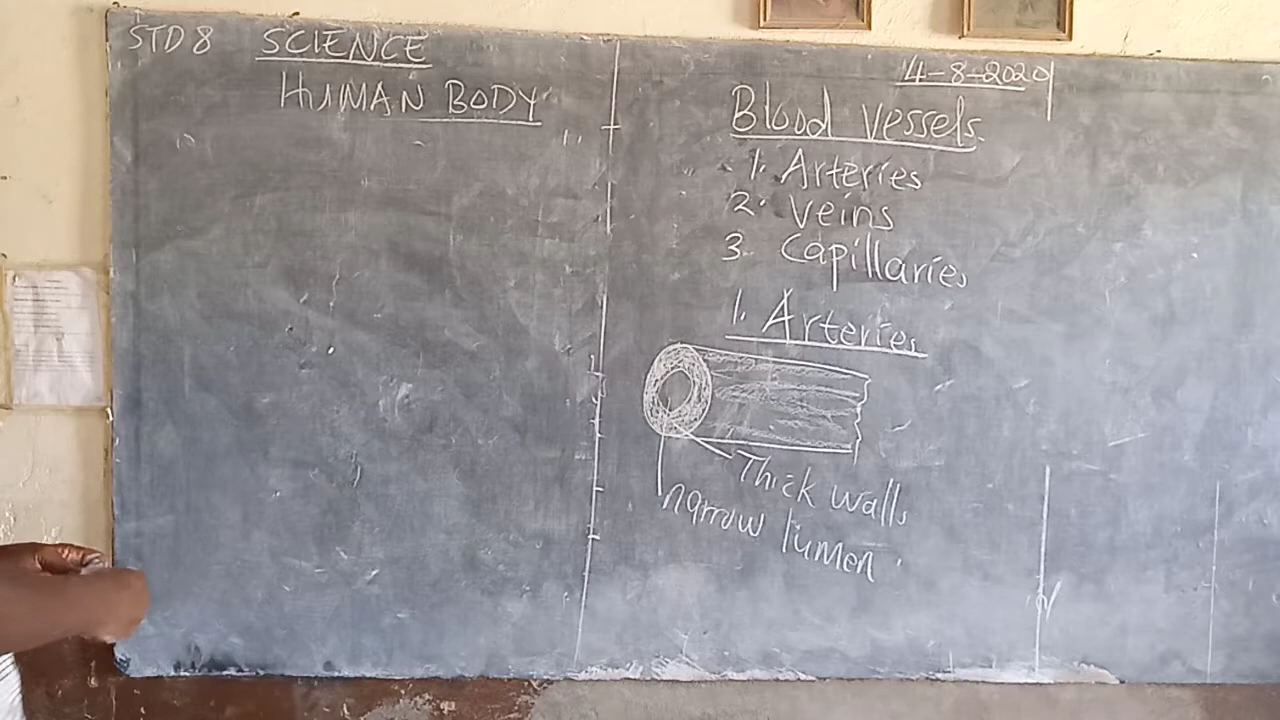 STD 8 SCIENCE
HUMAN BODY
4-8-2020
Blood vessels.
1. Arteries
2. Veins
3. Capillaries
1. Arteries
Thick walls
narrow lumen.